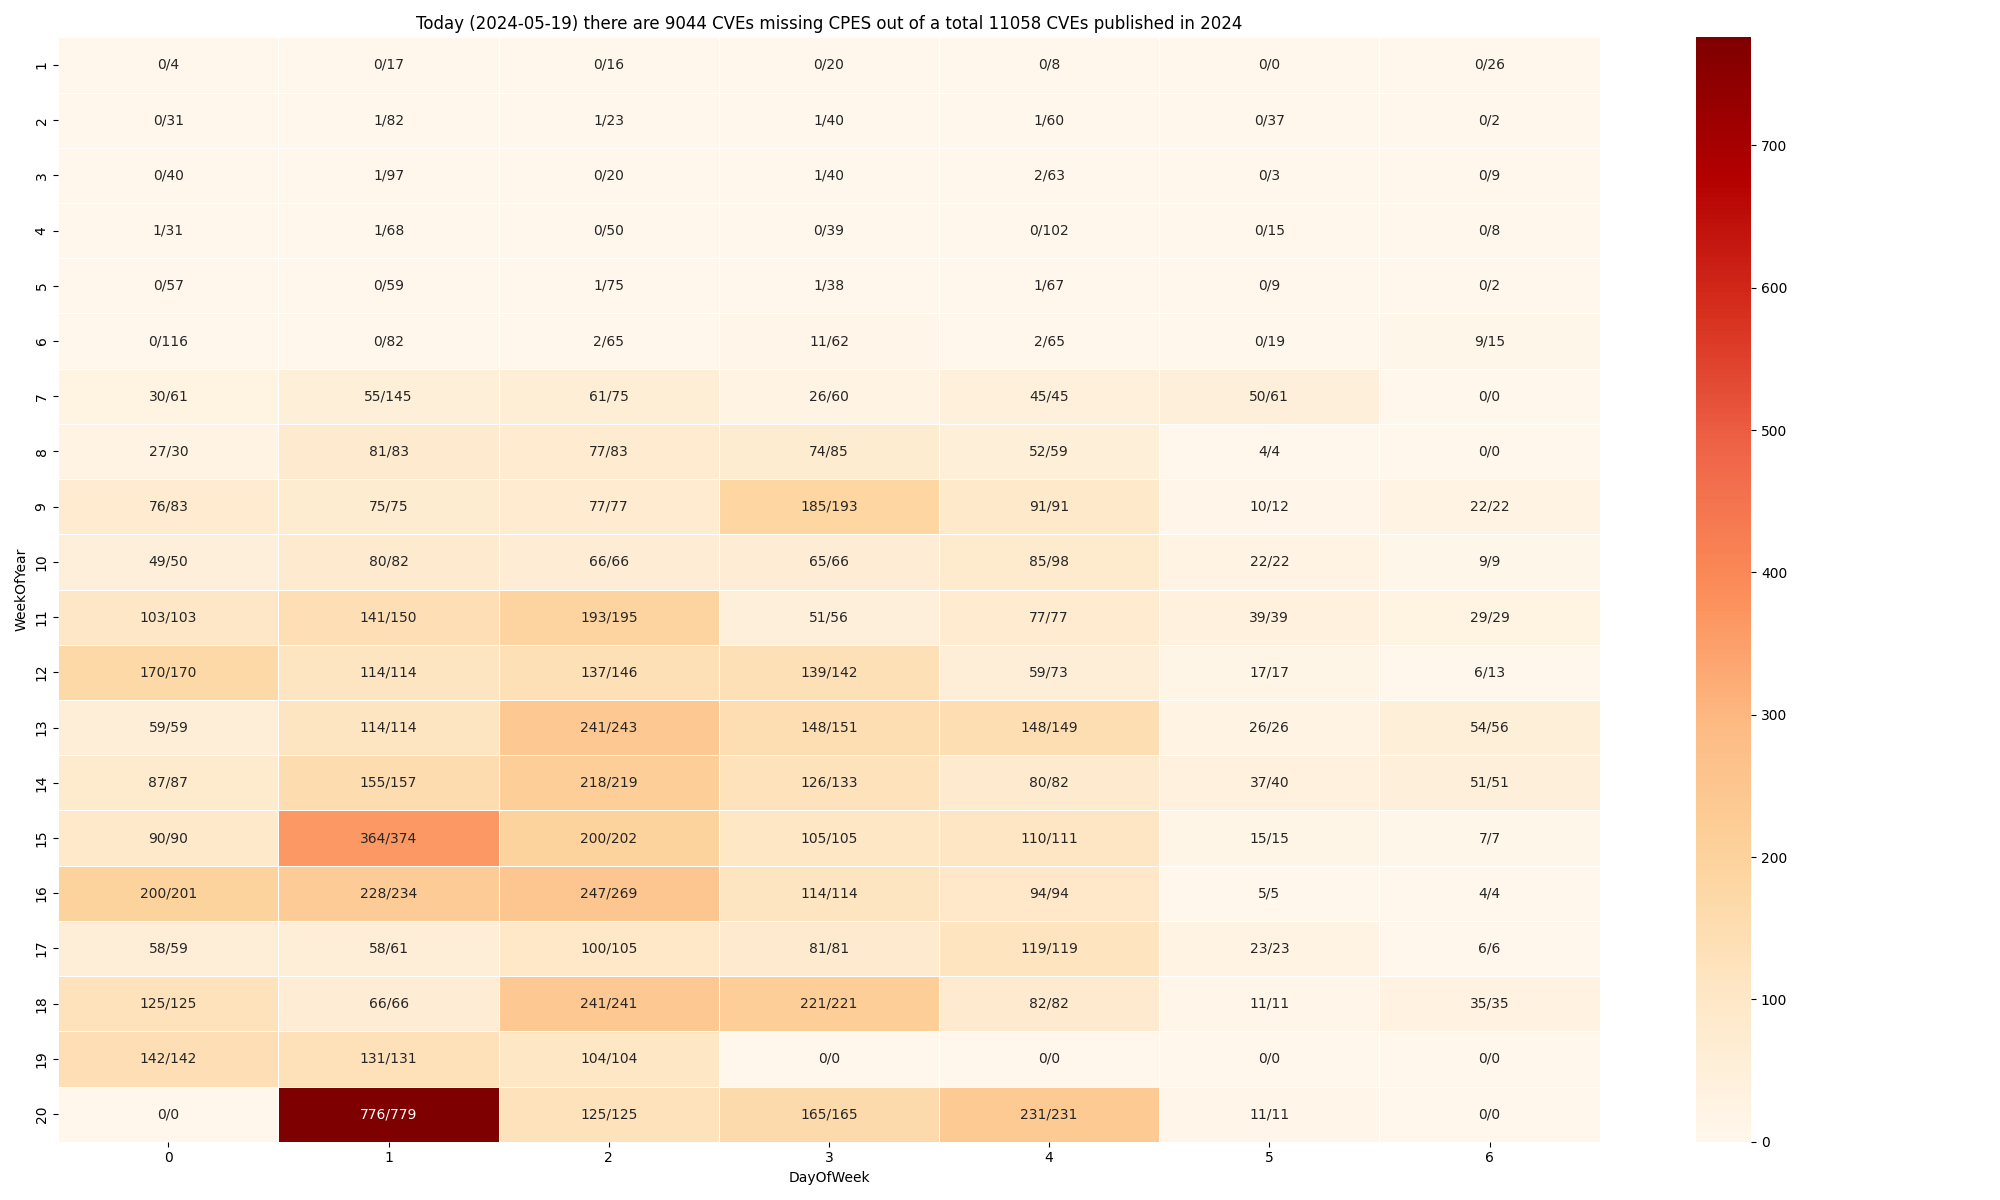 Today (2024-05-19) there are 9044 CVEs missing CPES out of a total 11058 CVEs published in 2024
WeekOfYear
1 0/4 0/17 0/16 0/20 0/8 0/0 0/26
2 0/31 1/82 1/23 1/40 1/60 0/37 0/2
3 0/40 1/97 0/20 1/40 2/63 0/3 0/9
4 1/31 1/68 0/50 0/39 0/102 0/15 0/8
5 0/57 0/59 1/75 1/38 1/67 0/9 0/2
6 0/116 0/82 2/65 11/62 2/65 0/19 9/15
7 30/61 55/145 61/75 26/60 45/45 50/61 0/0
8 27/30 81/83 77/83 74/85 52/59 4/4 0/0
9 76/83 75/75 77/77 185/193 91/91 10/12 22/22
10 49/50 80/82 66/66 65/66 85/98 22/22 9/9
11 103/103 141/150 193/195 51/56 77/77 39/39 29/29
12 170/170 114/114 137/146 139/142 59/73 17/17 6/13
13 59/59 114/114 241/243 148/151 148/149 26/26 54/56
14 87/87 155/157 218/219 126/133 80/82 37/40 51/51
15 90/90 364/374 200/202 105/105 110/111 15/15 7/7
16 200/201 228/234 247/269 114/114 94/94 5/5 4/4
17 58/59 58/61 100/105 81/81 119/119 23/23 6/6
18 125/125 66/66 241/241 221/221 82/82 11/11 35/35
19 142/142 131/131 104/104 0/0 0/0 0/0 0/0
20 0/0 776/779 125/125 165/165 231/231 11/11 0/0
0 1 2 3 4 5 6
DayOfWeek
700
600
500
400
300
200
100
0